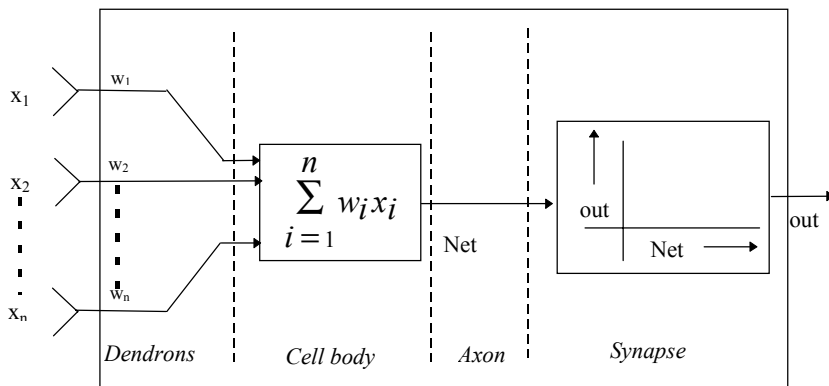 x1
w1
x2
w2
xn
wn
n
∑ wixi
i = 1
Net
out
Net
out
Dendrons
Cell body
Axon
Synapse